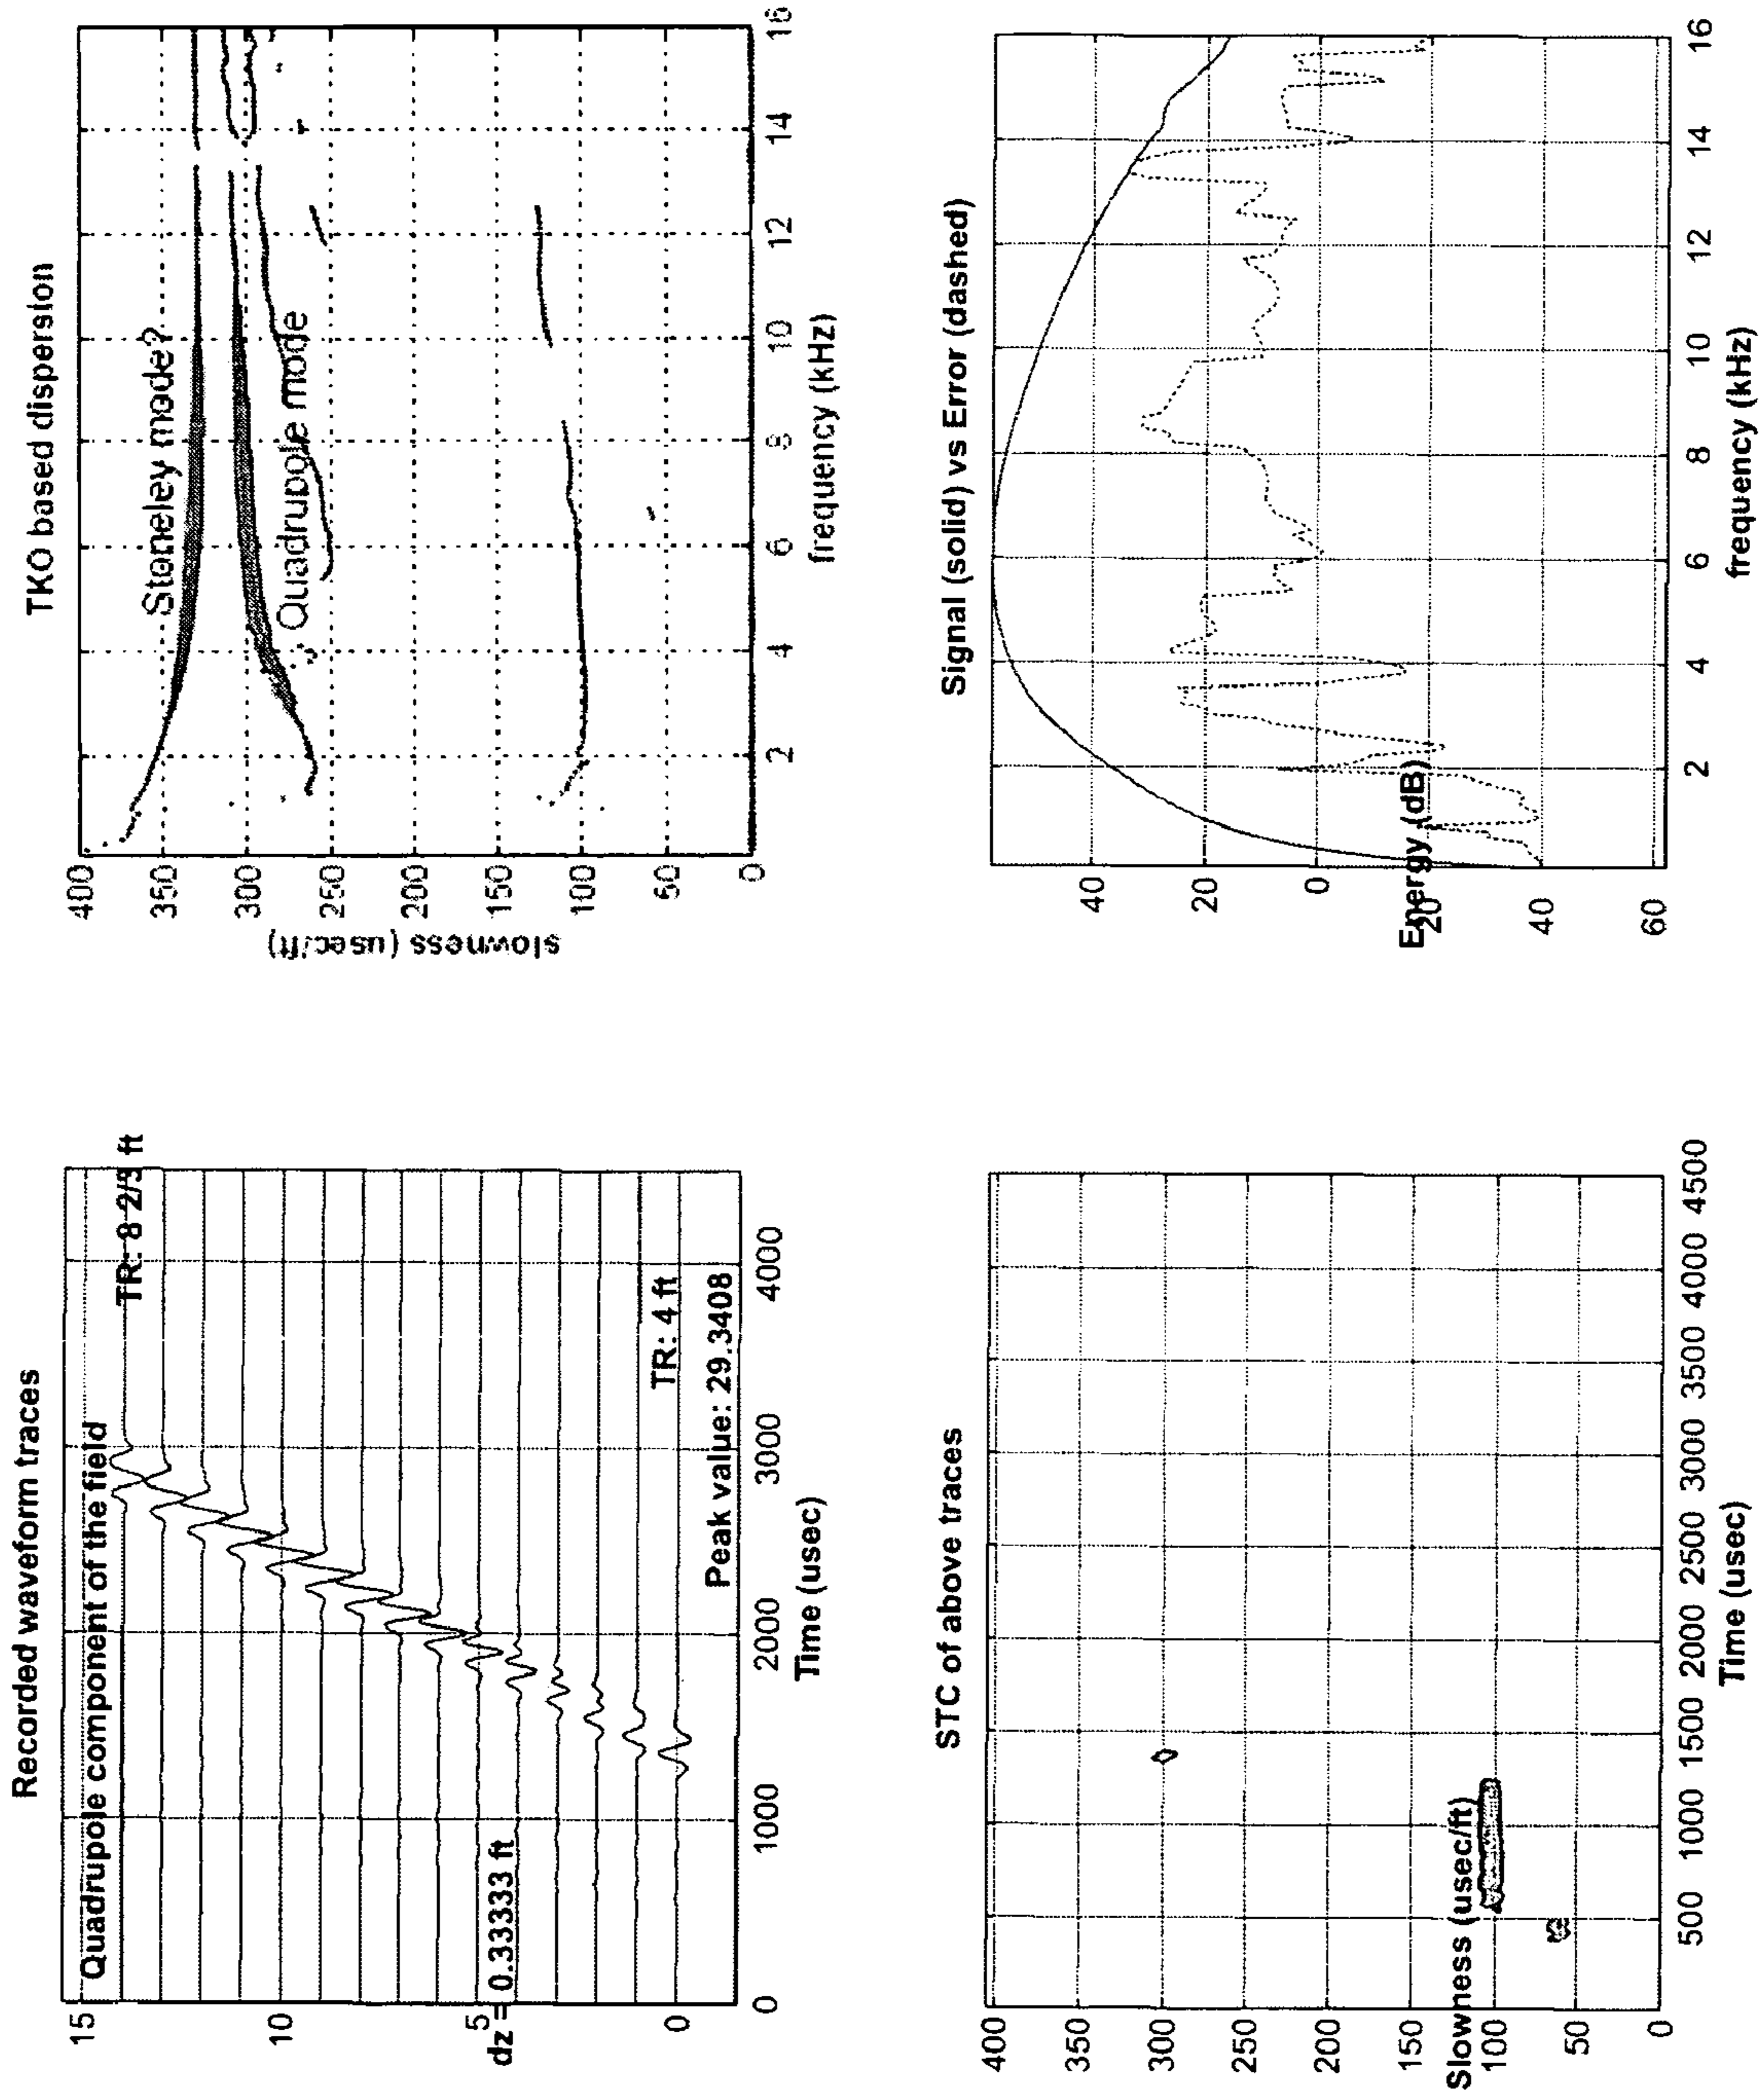 Recorded waveform traces
15
10
5
0
Quadrupole component of the field
TR: 8 2/3 ft
dz = 0.33333 ft
TR: 4 ft
Peak value: 29.3408
0 1000 2000 3000 4000
Time (usec)
TKO based dispersion
400
350
300
250
200
150
100
50
0
slowness (usec/ft)
Stoneley mode?
Quadrupole mode
2 4 6 8 10 12 14 16
frequency (kHz)
STC of above traces
400
350
300
250
200
150
100
50
0
Slowness (usec/ft)
500 1000 1500 2000 2500 3000 3500 4000 4500
Time (usec)
Signal (solid) vs Error (dashed)
40
20
0
20
40
60
Energy (dB)
2 4 6 8 10 12 14 16
frequency (kHz)